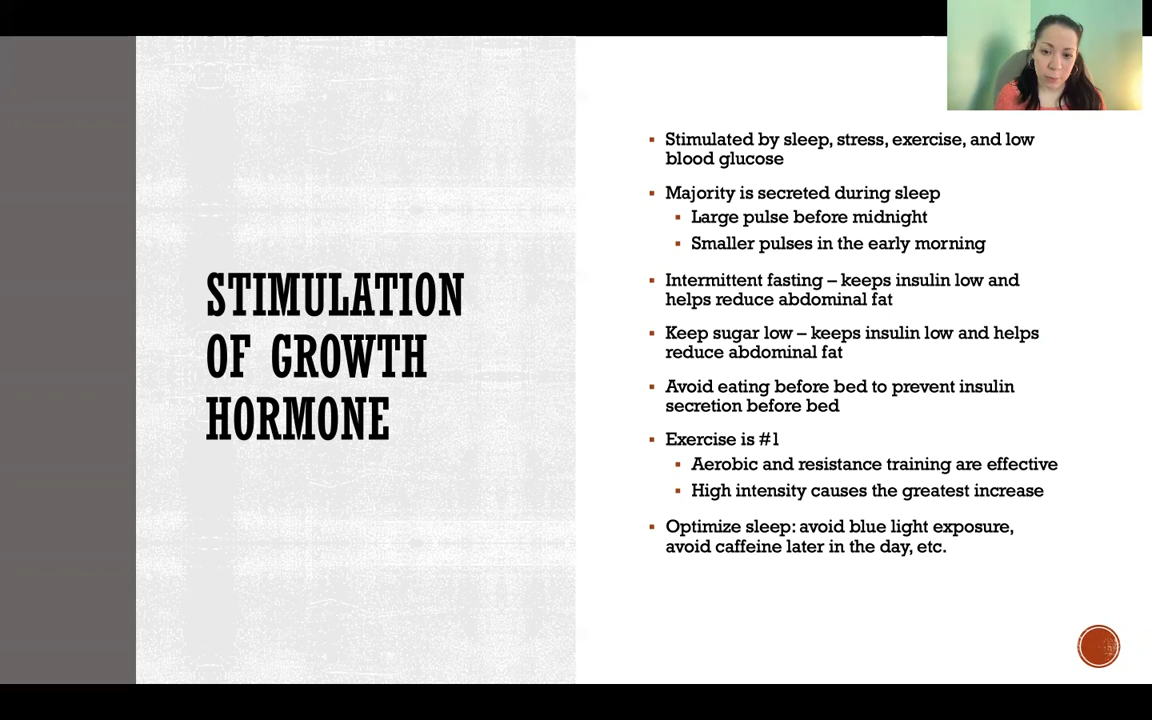 STIMULATION
OF GROWTH
HORMONE
Stimulated by sleep, stress, exercise, and low
blood glucose
Majority is secreted during sleep
Large pulse before midnight
Smaller pulses in the early morning
Intermittent fasting – keeps insulin low and
helps reduce abdominal fat
Keep sugar low – keeps insulin low and helps
reduce abdominal fat
Avoid eating before bed to prevent insulin
secretion before bed
Exercise is #1
Aerobic and resistance training are effective
High intensity causes the greatest increase
Optimize sleep: avoid blue light exposure,
avoid caffeine later in the day, etc.